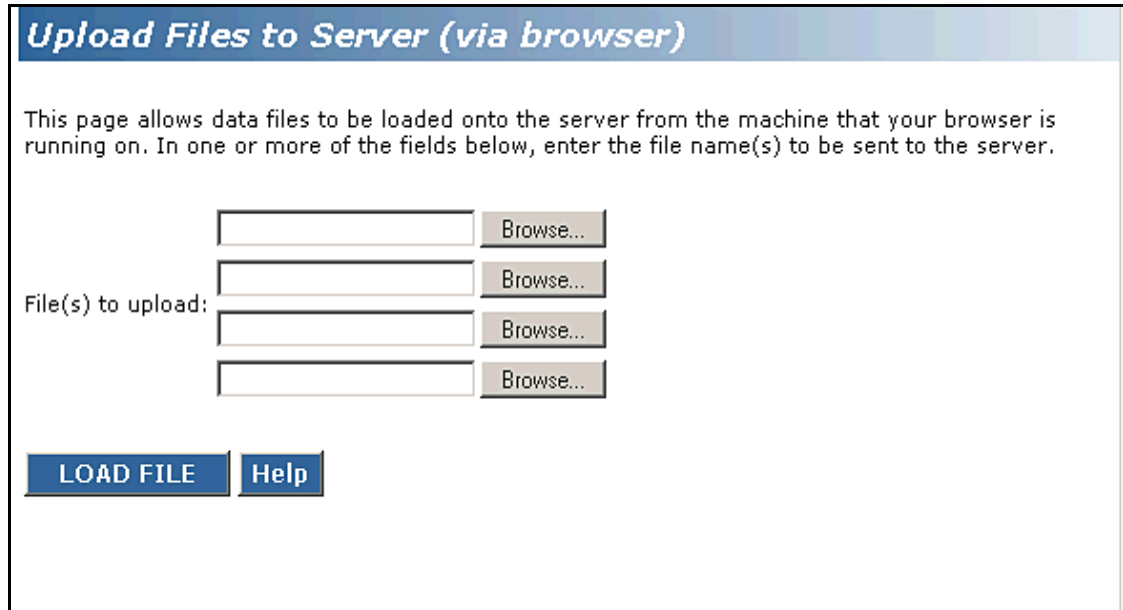 Upload Files to Server (via browser)
This page allows data files to be loaded onto the server from the machine that your browser is
running on. In one or more of the fields below, enter the file name(s) to be sent to the server.
Browse...
Browse...
File(s) to upload:
Browse...
Browse...
LOAD FILE Help